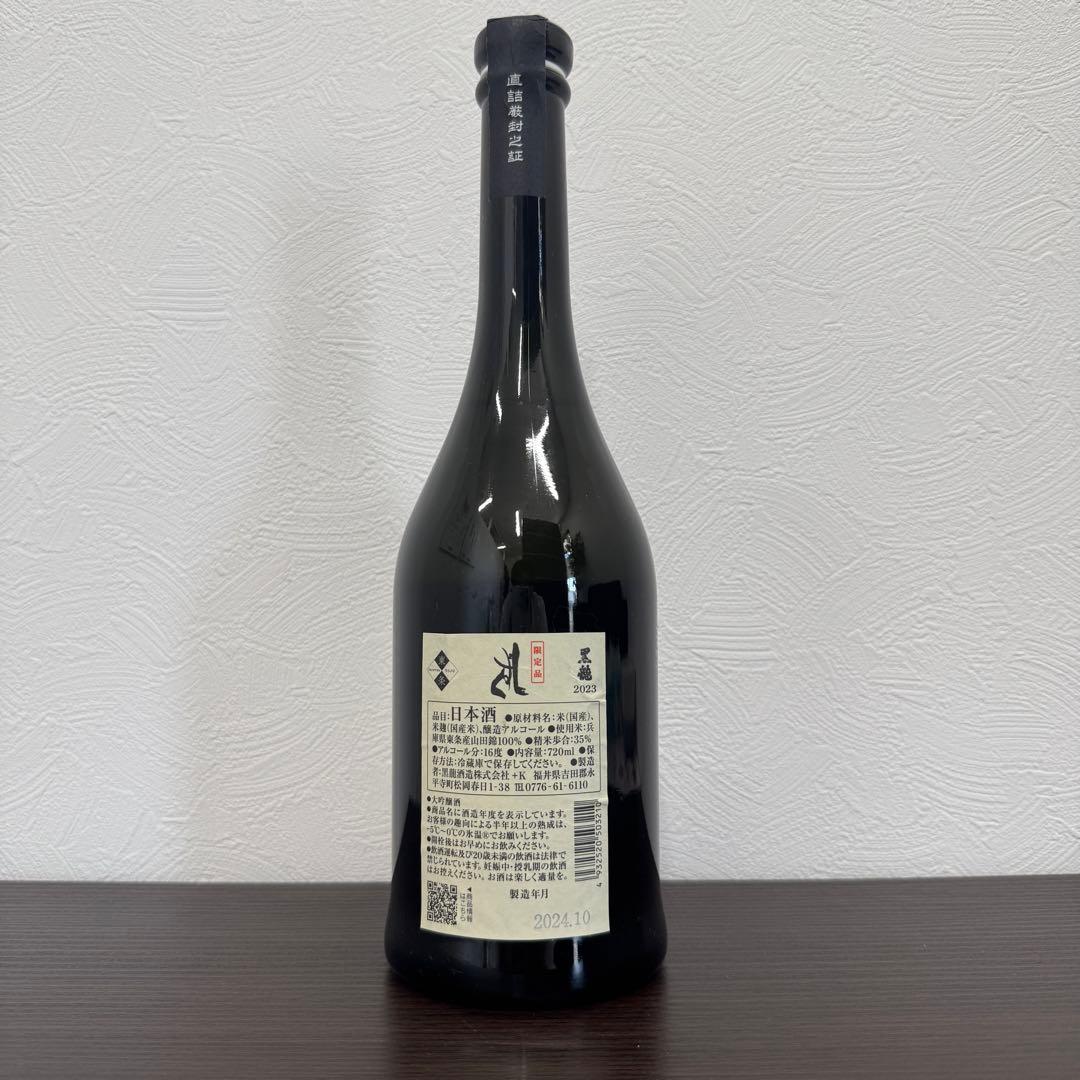 直詰厳封之証
東条
限定品
黒龍
2023
品目:日本酒 ●原材料名:米(国産)、
米麹(国産米)、醸造アルコール ●使用米:兵
庫県東条産山田錦100% ●精米歩合:35%
●アルコール分:16度 ●内容量:720ml ●保
存方法:冷蔵庫で保存してください。 ●製造
者:黒龍酒造株式会社+K 福井県吉田郡永
平寺町松岡春日1-38 ℡0776-61-6110
●大吟醸酒
●商品名に酒造年度を表示しています。
お客様の趣向による半年以上の熟成は、
-5℃~0℃の氷温®でお願いします。
●開栓後はお早めにお飲みください。
●飲酒運転及び20歳未満の飲酒は法律で
禁じられています。妊娠中・授乳期の飲酒
はお控えください。お酒は楽しく適量を。
4 932520 503210
◀商品情報
はこちら
製造年月
2024.10